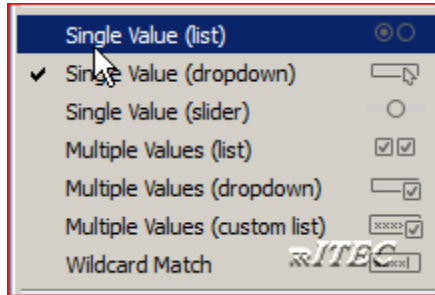 Single Value (list)
Single Value (dropdown)
Single Value (slider)
Multiple Values (list)
Multiple Values (dropdown)
Multiple Values (custom list)
Wildcard Match
ITEC